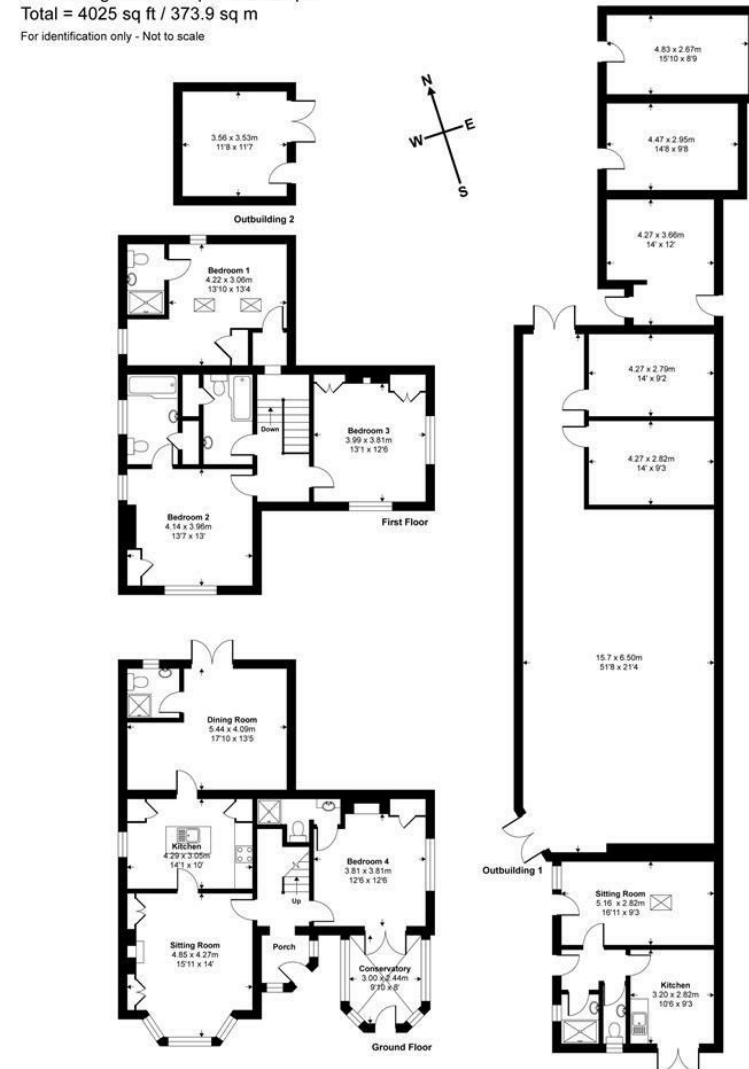 Total = 4025 sq ft / 373.9 sq m
For identification only - Not to scale
N
W
E
S
3.56 x 3.53m
11'8 x 11'7
Outbuilding 2
Bedroom 1
4.22 x 3.06m
13'10 x 13'4
Down
Bedroom 3
3.99 x 3.81m
13'1 x 12'6
Bedroom 2
4.14 x 3.96m
13'7 x 13'
First Floor
Dining Room
5.44 x 4.09m
17'10 x 13'5
Kitchen
4.29 x 3.05m
14'1 x 10'
Bedroom 4
3.81 x 3.81m
12'6 x 12'6
Up
Sitting Room
4.85 x 4.27m
15'11 x 14'
Porch
Conservatory
3.00 x 2.44m
9'10 x 8'
Ground Floor
4.83 x 2.67m
15'10 x 8'9
4.47 x 2.95m
14'8 x 9'8
4.27 x 3.66m
14' x 12'
4.27 x 2.79m
14' x 9'2
4.27 x 2.82m
14' x 9'3
15.7 x 6.50m
51'8 x 21'4
Outbuilding 1
Sitting Room
5.16 x 2.82m
16'11 x 9'3
Kitchen
3.20 x 2.82m
10'6 x 9'3